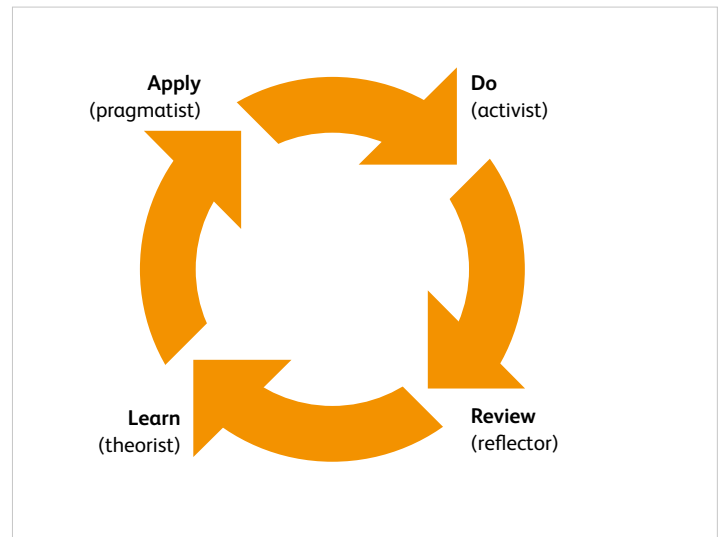 Apply
(pragmatist)
Do
(activist)
Review
(reflector)
Learn
(theorist)